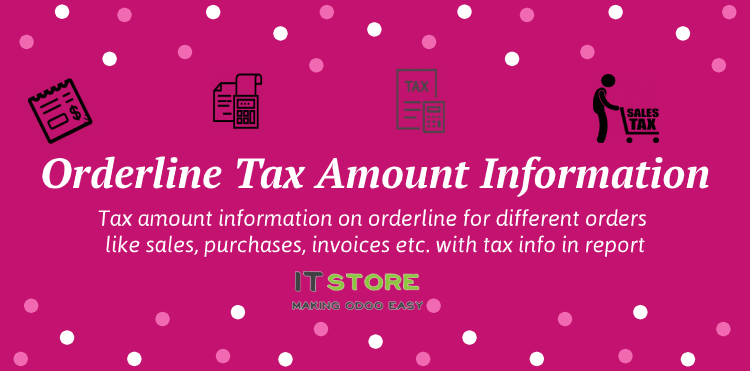 $
TAX
SALES
TAX
Orderline Tax Amount Information
Tax amount information on orderline for different orders
like sales, purchases, invoices etc. with tax info in report
IT STORE
MAKING ODOO EASY